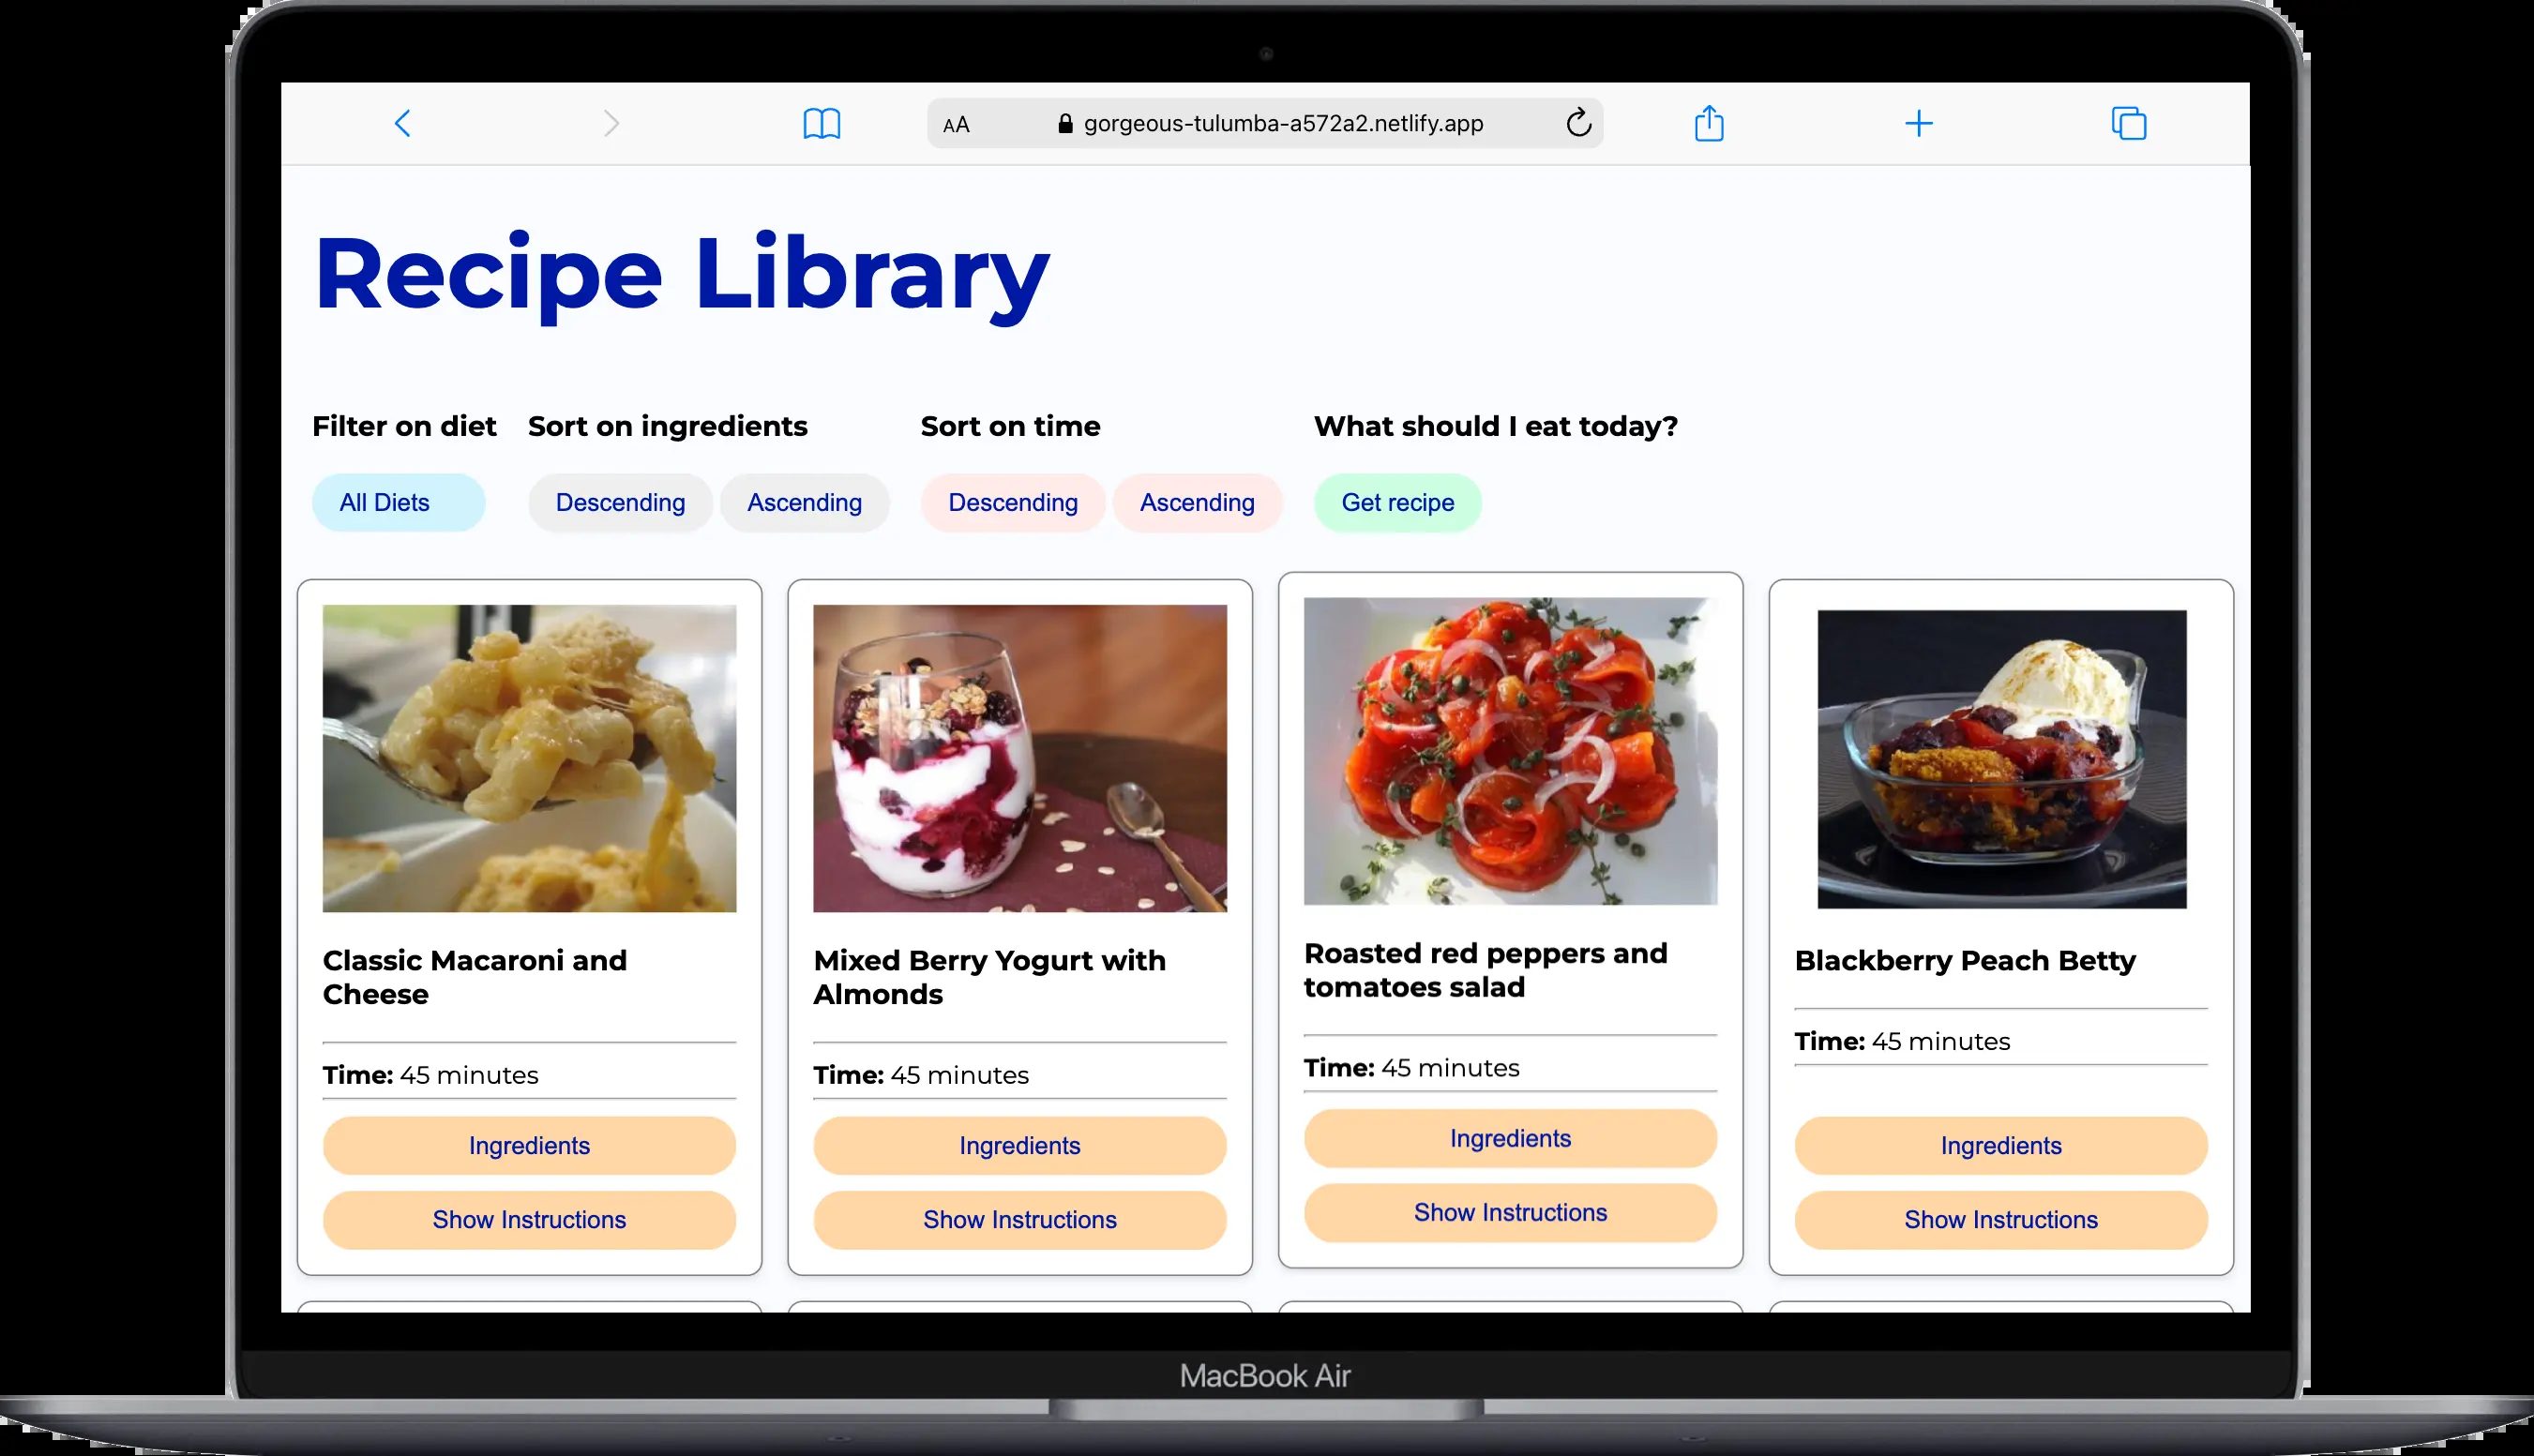 AA gorgeous-tulumba-a572a2.netlify.app
Recipe Library
Filter on diet Sort on ingredients Sort on time What should I eat today?
All Diets Descending Ascending Descending Ascending Get recipe
Classic Macaroni and
Cheese
Time: 45 minutes
Ingredients
Show Instructions
Mixed Berry Yogurt with
Almonds
Time: 45 minutes
Ingredients
Show Instructions
Roasted red peppers and
tomatoes salad
Time: 45 minutes
Ingredients
Show Instructions
Blackberry Peach Betty
Time: 45 minutes
Ingredients
Show Instructions
MacBook Air